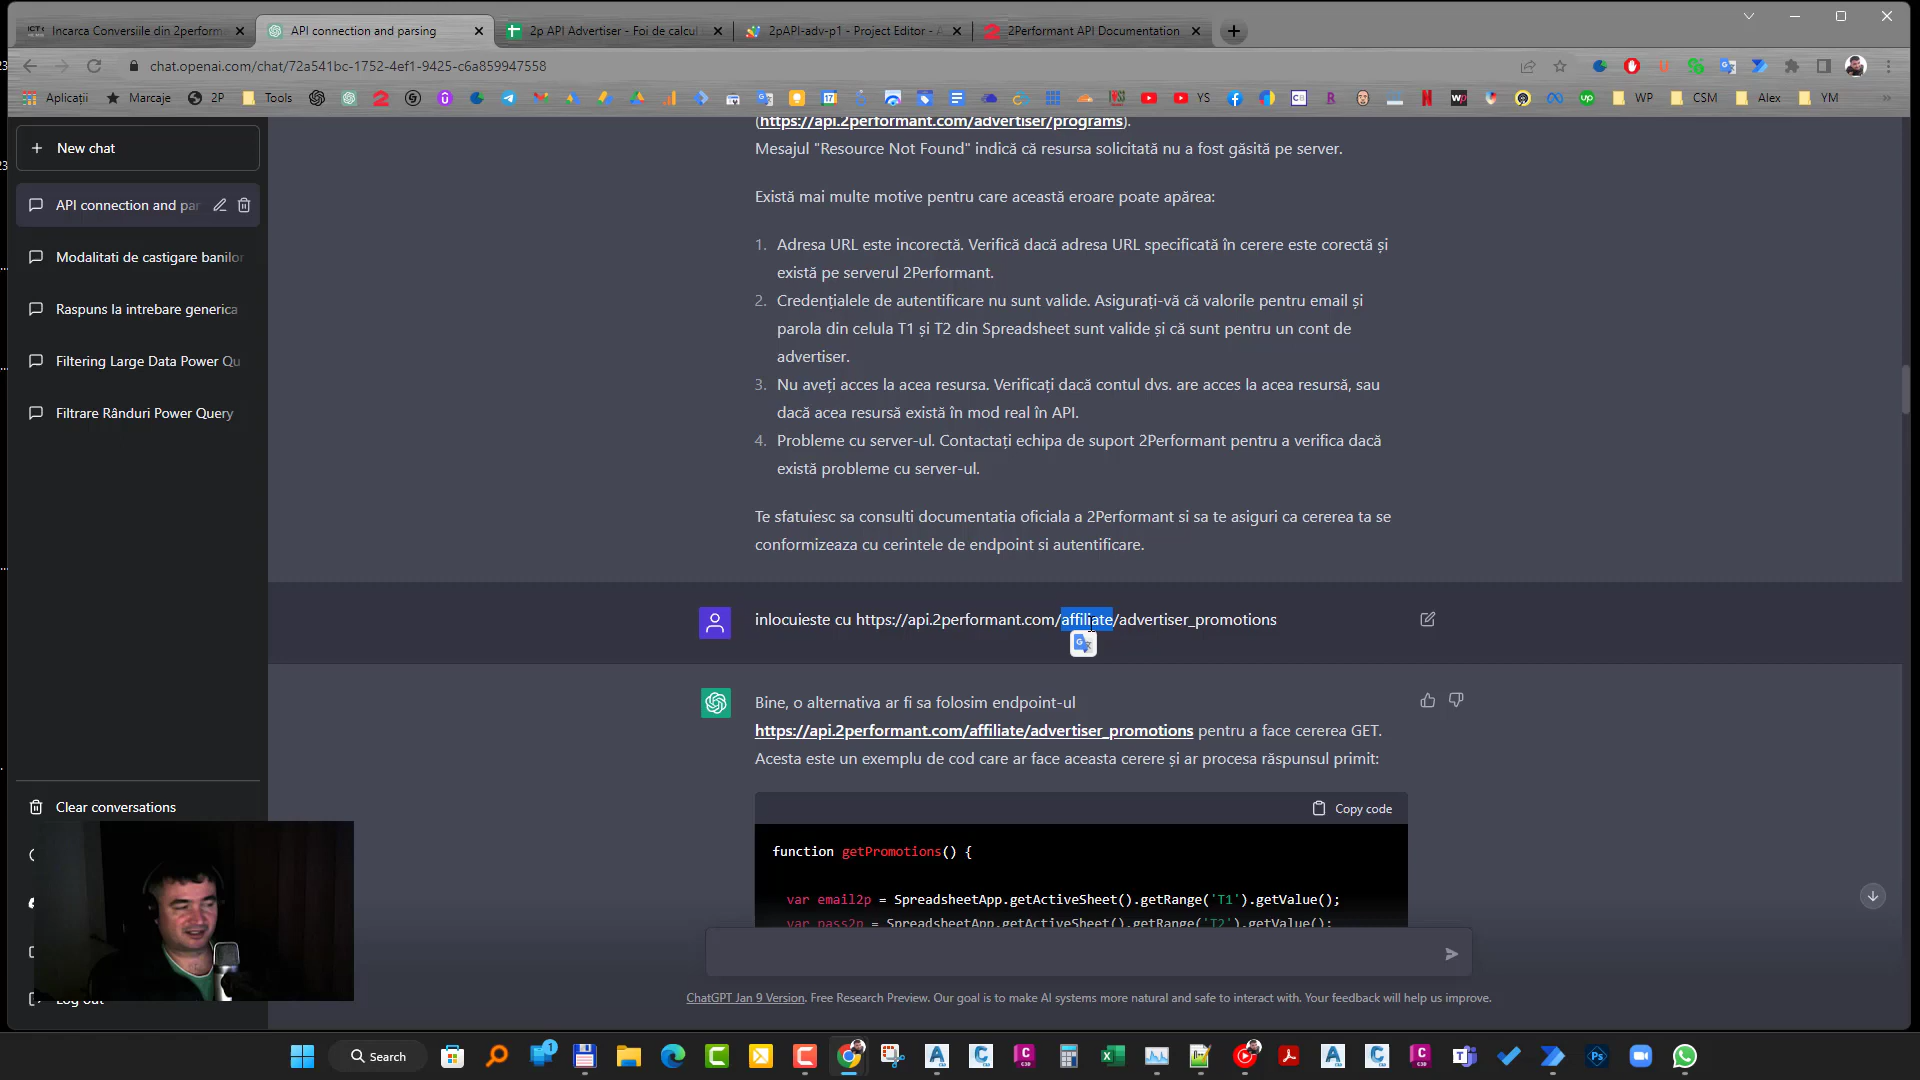 Incarca Conversiile din 2perform
API connection and parsing
2p API Advertiser - Foi de calcul
2pAPI-adv-p1 - Project Editor - A
2Performant API Documentation
chat.openai.com/chat/72a541bc-1752-4ef1-9425-c6a859947558
Aplicații
Marcaje
2P
Tools
YS
WP
CSM
Alex
YM
New chat
API connection and par
Modalitati de castigare banilor
Raspuns la intrebare generica
Filtering Large Data Power Qu
Filtrare Rânduri Power Query
Clear conversations
Log out
(https://api.2performant.com/advertiser/programs).
Mesajul "Resource Not Found" indică că resursa solicitată nu a fost găsită pe server.
Există mai multe motive pentru care această eroare poate apărea:
1. Adresa URL este incorectă. Verifică dacă adresa URL specificată în cerere este corectă și
există pe serverul 2Performant.
2. Credențialele de autentificare nu sunt valide. Asigurați-vă că valorile pentru email și
parola din celula T1 și T2 din Spreadsheet sunt valide și că sunt pentru un cont de
advertiser.
3. Nu aveți acces la acea resursa. Verificați dacă contul dvs. are acces la acea resursă, sau
dacă acea resursă există în mod real în API.
4. Probleme cu server-ul. Contactați echipa de suport 2Performant pentru a verifica dacă
există probleme cu server-ul.
Te sfatuiesc sa consulti documentatia oficiala a 2Performant si sa te asiguri ca cererea ta se
conformizeaza cu cerintele de endpoint si autentificare.
inlocuieste cu https://api.2performant.com/affiliate/advertiser_promotions
Bine, o alternativa ar fi sa folosim endpoint-ul
https://api.2performant.com/affiliate/advertiser_promotions pentru a face cererea GET.
Acesta este un exemplu de cod care ar face aceasta cerere și ar procesa răspunsul primit:
Copy code
function getPromotions() {
var email2p = SpreadsheetApp.getActiveSheet().getRange('T1').getValue();
var pass2p = SpreadsheetApp.getActiveSheet().getRange('T2').getValue();
ChatGPT Jan 9 Version. Free Research Preview. Our goal is to make AI systems more natural and safe to interact with. Your feedback will help us improve.
Search